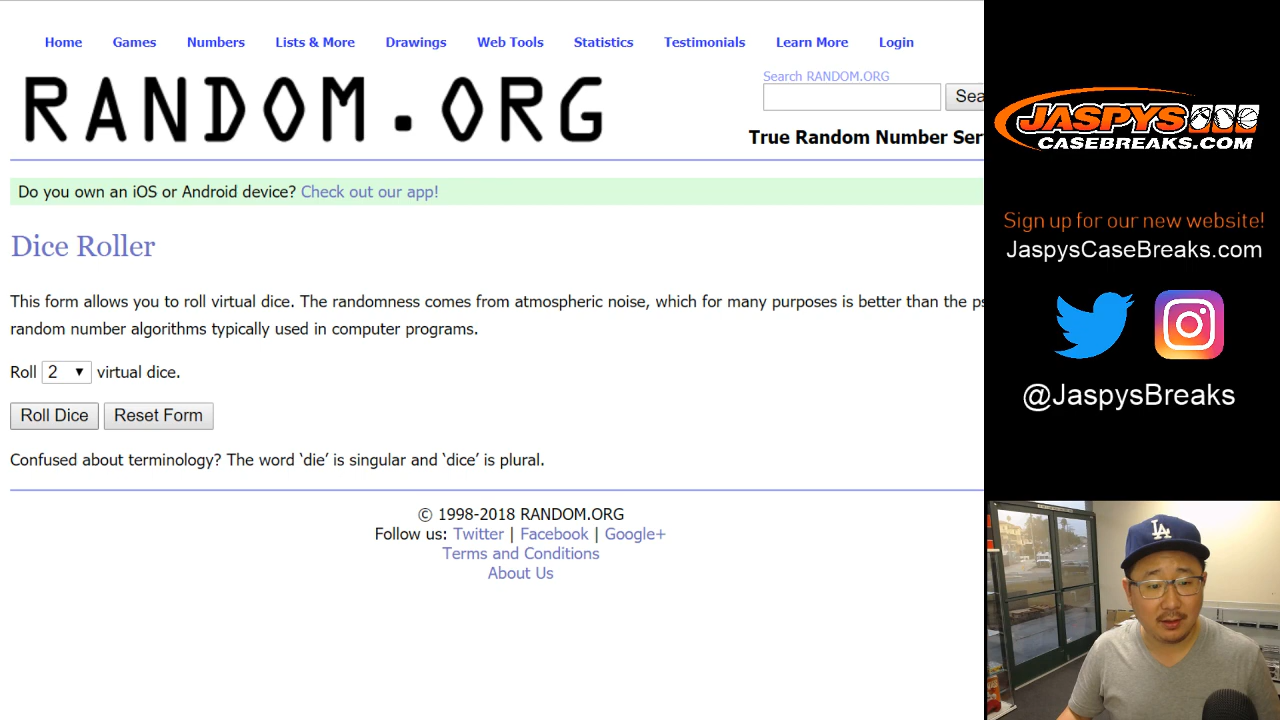 Home Games Numbers Lists & More Drawings Web Tools Statistics Testimonials Learn More Login
RANDOM.ORG
Search RANDOM.ORG
Sea
True Random Number Ser
Do you own an iOS or Android device? Check out our app!
Dice Roller
This form allows you to roll virtual dice. The randomness comes from atmospheric noise, which for many purposes is better than the ps
random number algorithms typically used in computer programs.
Roll 2 virtual dice.
Roll Dice Reset Form
Confused about terminology? The word ‘die’ is singular and ‘dice’ is plural.
© 1998-2018 RANDOM.ORG
Follow us: Twitter | Facebook | Google+
Terms and Conditions
About Us
JASPYS
CASEBREAKS.COM
Sign up for our new website!
JaspysCaseBreaks.com
@JaspysBreaks
LA